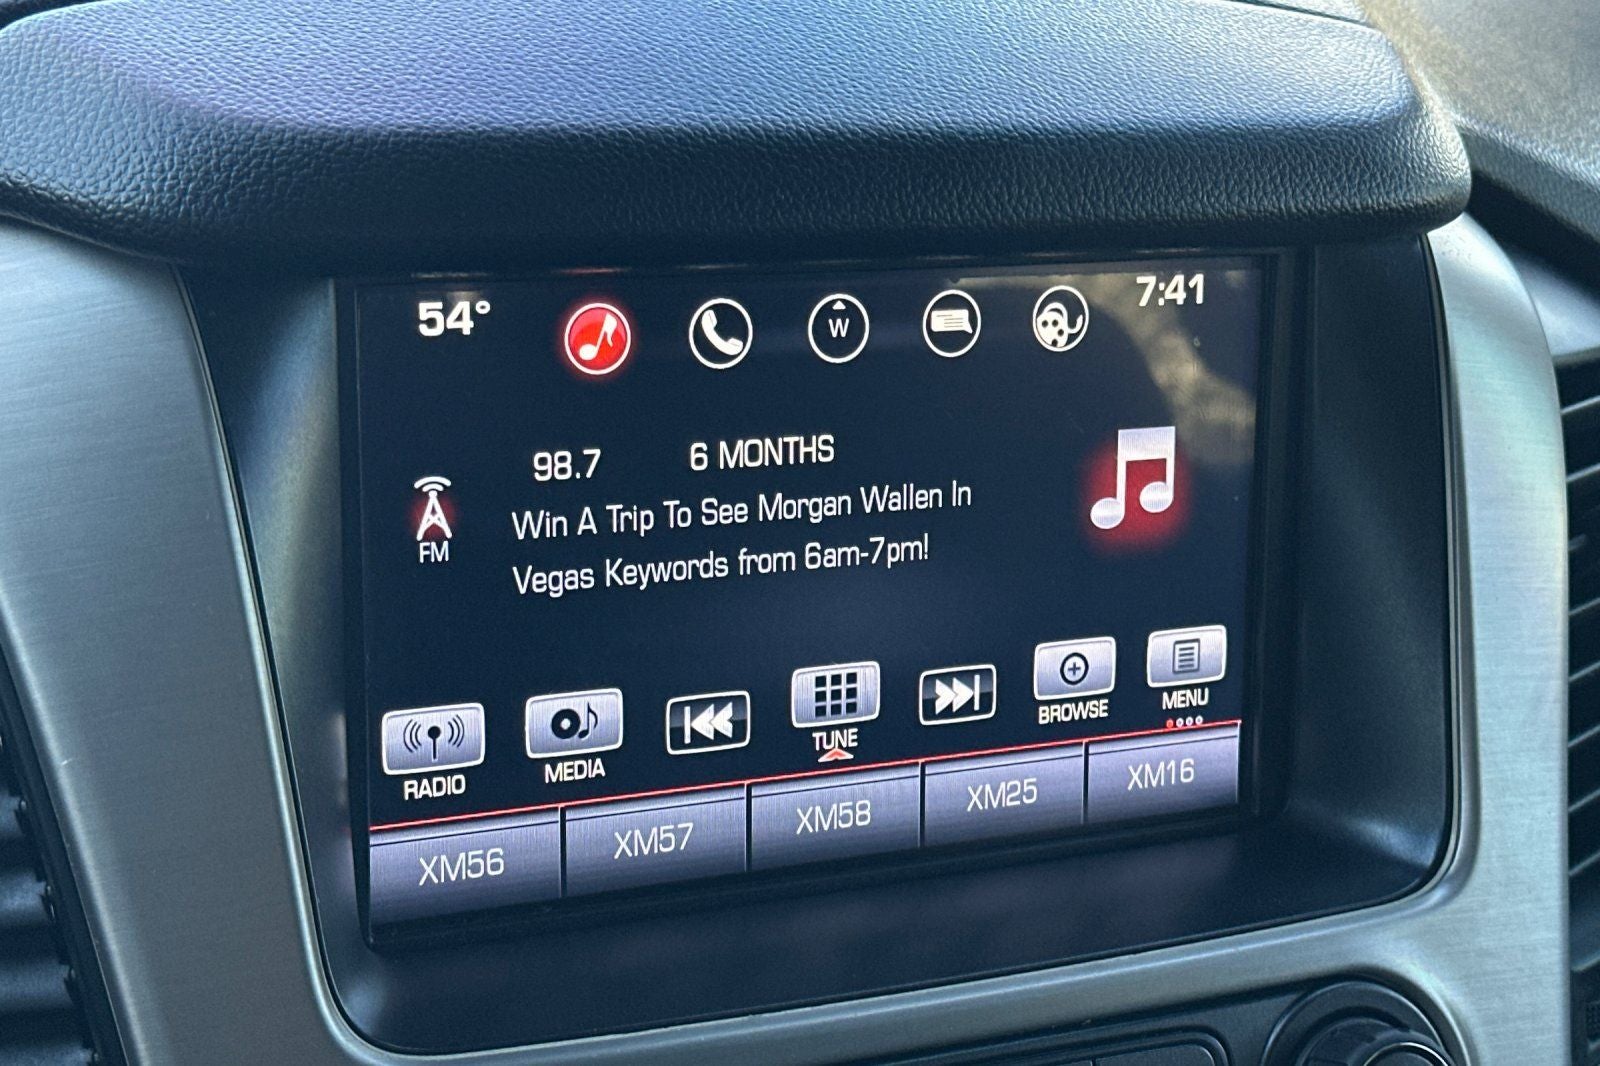 54° 7:41
W
98.7 6 MONTHS
Win A Trip To See Morgan Wallen In
Vegas Keywords from 6am-7pm!
FM
RADIO MEDIA TUNE BROWSE MENU
XM56 XM57 XM58 XM25 XM16